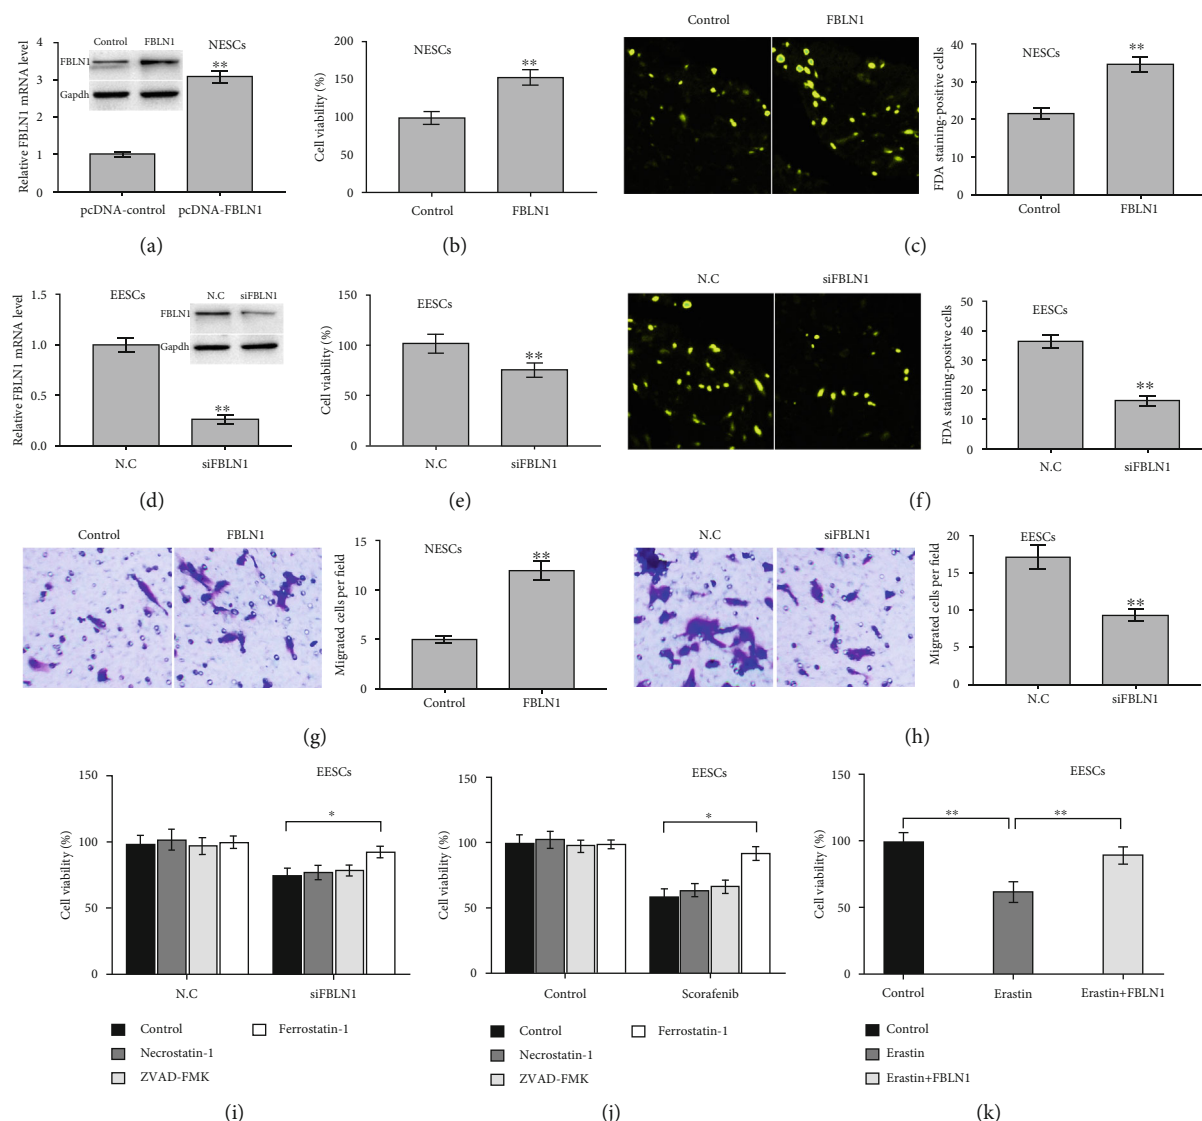 Control FBLN1
NESCs
FBLN1
Gapdh
**
Relative FBLN1 mRNA level
4
3
2
1
0
pcDNA-control pcDNA-FBLN1
(a)
NESCs
**
Cell viability (%)
200
150
100
50
0
Control FBLN1
(b)
Control FBLN1
NESCs
**
FDA staining-positive cells
40
30
20
10
0
Control FBLN1
(c)
EESCs
N.C siFBLN1
FBLN1
Gapdh
**
Relative FBLN1 mRNA level
1.5
1.0
0.5
0.0
N.C siFBLN1
(d)
EESCs
**
Cell viability (%)
150
100
50
0
N.C siFBLN1
(e)
N.C siFBLN1
EESCs
**
FDA staining-positve cells
50
40
30
20
10
0
N.C siFBLN1
(f)
Control FBLN1
NESCs
**
Migrated cells per field
15
10
5
0
Control FBLN1
(g)
N.C siFBLN1
EESCs
**
Migrated cells per field
20
15
10
5
0
N.C siFBLN1
(h)
EESCs
*
Cell viability (%)
150
100
50
0
N.C siFBLN1
Control Ferrostatin-1
Necrostatin-1
ZVAD-FMK
(i)
EESCs
*
Cell viability (%)
150
100
50
0
Control Scorafenib
Control Ferrostatin-1
Necrostatin-1
ZVAD-FMK
(j)
EESCs
** **
Cell viability (%)
150
100
50
0
Control Erastin Erastin+FBLN1
Control
Erastin
Erastin+FBLN1
(k)